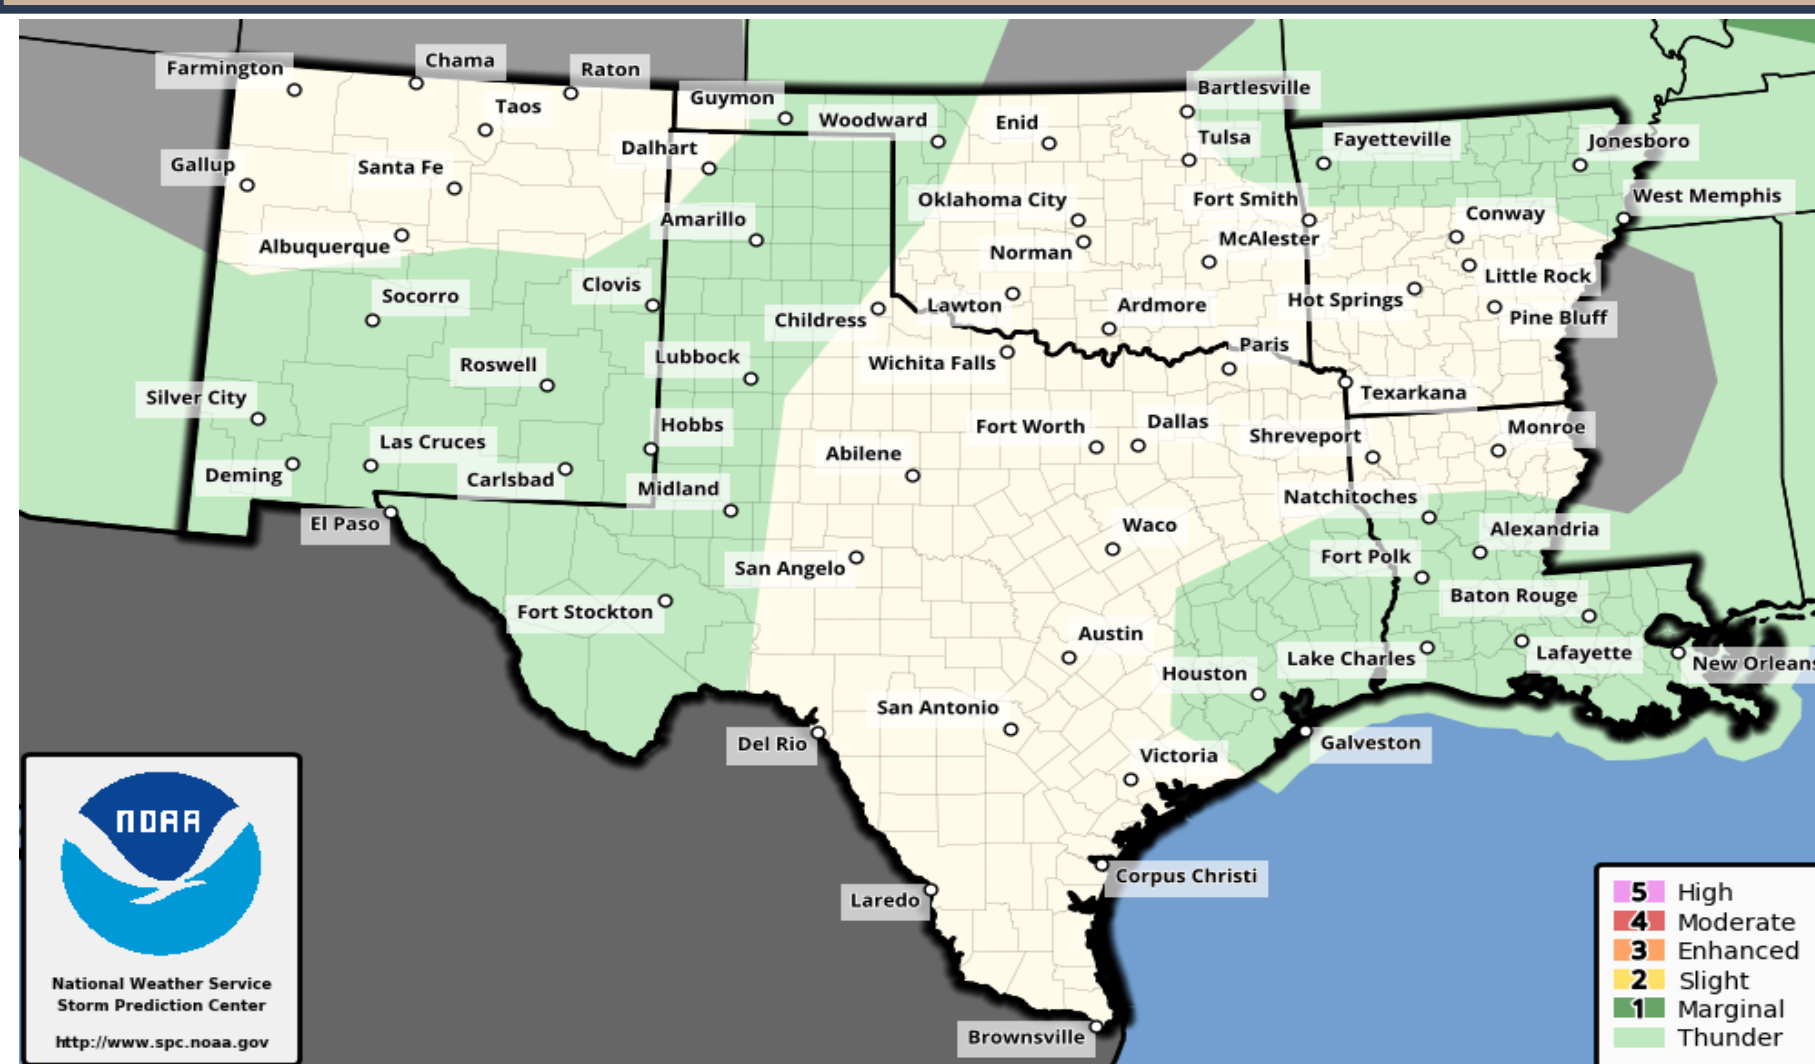 Farmington
Chama
Raton
Guymon
Bartlesville
Taos
Woodward
Enid
Tulsa
Fayetteville
Jonesboro
Dalhart
Gallup
Santa Fe
Oklahoma City
Fort Smith
West Memphis
Amarillo
Conway
Albuquerque
Norman
McAlester
Little Rock
Socorro
Clovis
Lawton
Ardmore
Hot Springs
Childress
Pine Bluff
Paris
Roswell
Lubbock
Wichita Falls
Silver City
Texarkana
Hobbs
Fort Worth
Dallas
Shreveport
Monroe
Las Cruces
Abilene
Deming
Carlsbad
Midland
Natchitoches
El Paso
Waco
Alexandria
San Angelo
Fort Polk
Fort Stockton
Baton Rouge
Austin
Lake Charles
Lafayette
New Orleans
Houston
San Antonio
Del Rio
Victoria
Galveston
Laredo
Corpus Christi
Brownsville
NOAA
National Weather Service
Storm Prediction Center
http://www.spc.noaa.gov
5 High
4 Moderate
3 Enhanced
2 Slight
1 Marginal
Thunder